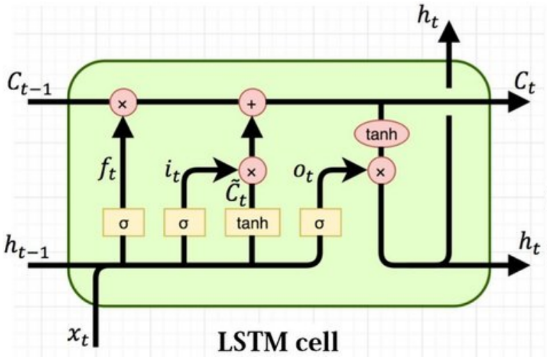 h_t
C_{t-1} × + C_t
tanh
f_t i_t × o_t ×
C̃_t
σ σ tanh σ
h_{t-1} h_t
x_t
LSTM cell